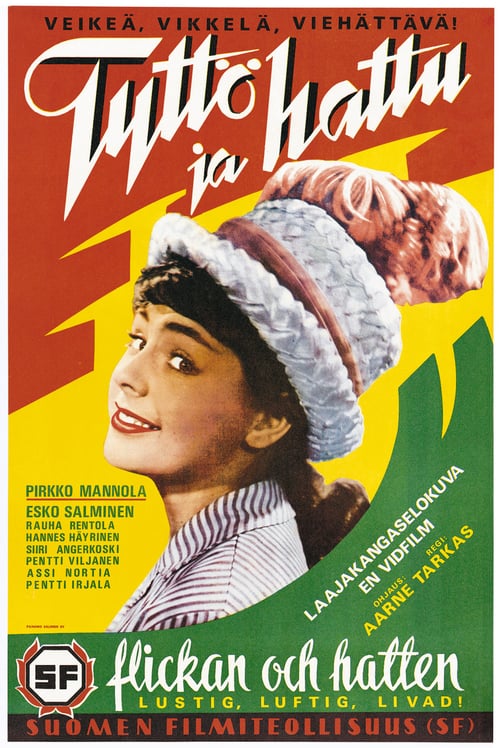 VEIKEÄ, VIKKELÄ, VIEHÄTTÄVÄ!
Tyttö ja hattu
PIRKKO MANNOLA
ESKO SALMINEN
RAUHA RENTOLA
HANNES HÄYRINEN
SIIRI ANGERKOSKI
PENTTI VILJANEN
ASSI NORTIA
PENTTI IRJALA
LAAJAKANGASELOKUVA
EN VIDFILM
OHJAUS: REGI:
AARNE TARKAS
SF
flickan och hatten
LUSTIG, LUFTIG, LIVAD!
SUOMEN FILMITEOLLISUUS (SF)